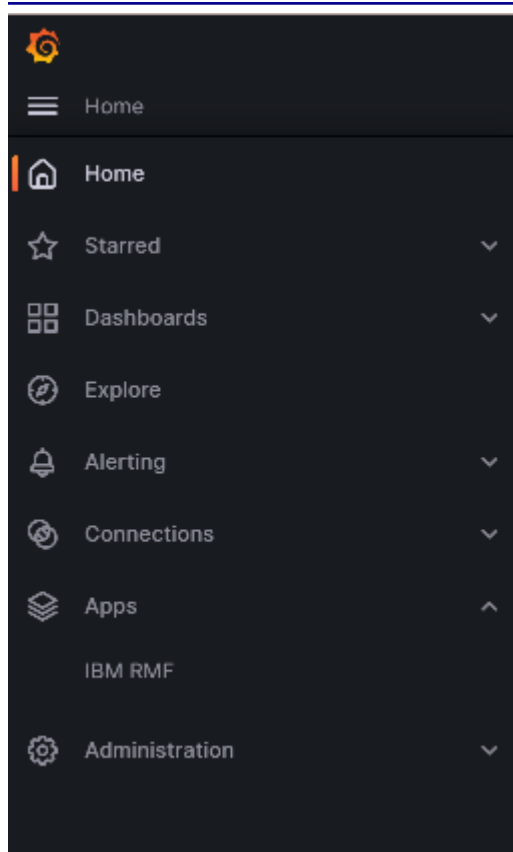 Home
Home
Starred
Dashboards
Explore
Alerting
Connections
Apps
IBM RMF
Administration